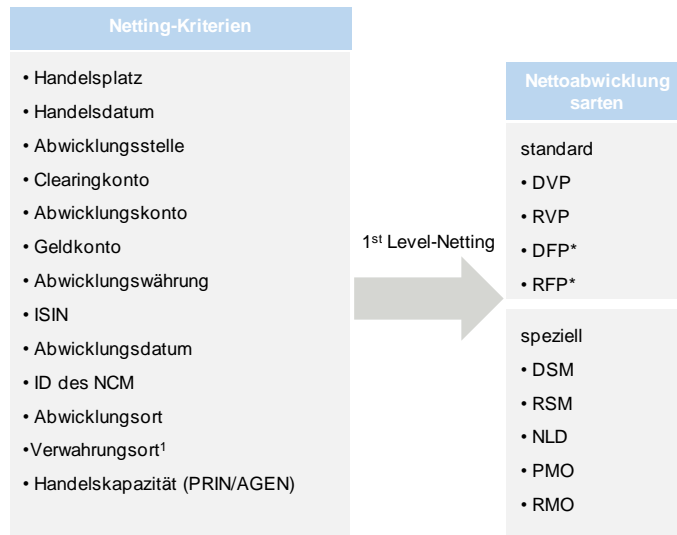 Netting-Kriterien
• Handelsplatz
• Handelsdatum
• Abwicklungsstelle
• Clearingkonto
• Abwicklungskonto
• Geldkonto
• Abwicklungswährung
• ISIN
• Abwicklungsdatum
• ID des NCM
• Abwicklungsort
•Verwahrungsort¹
• Handelskapazität (PRIN/AGEN)
1st Level-Netting
Nettoabwicklung
sarten
standard
• DVP
• RVP
• DFP*
• RFP*
speziell
• DSM
• RSM
• NLD
• PMO
• RMO